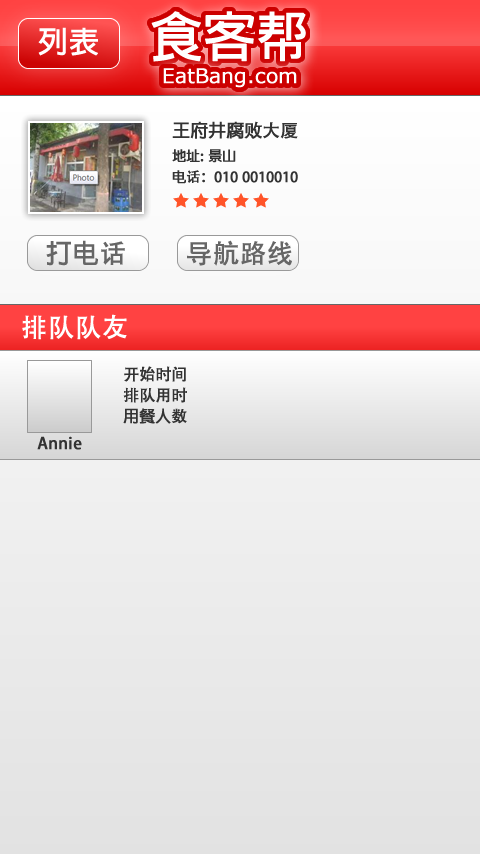 列表
食客帮
EatBang.com
王府井腐败大厦
地址: 景山
电话: 010 0010010
Photo
打电话
导航路线
排队队友
开始时间
排队用时
用餐人数
Annie